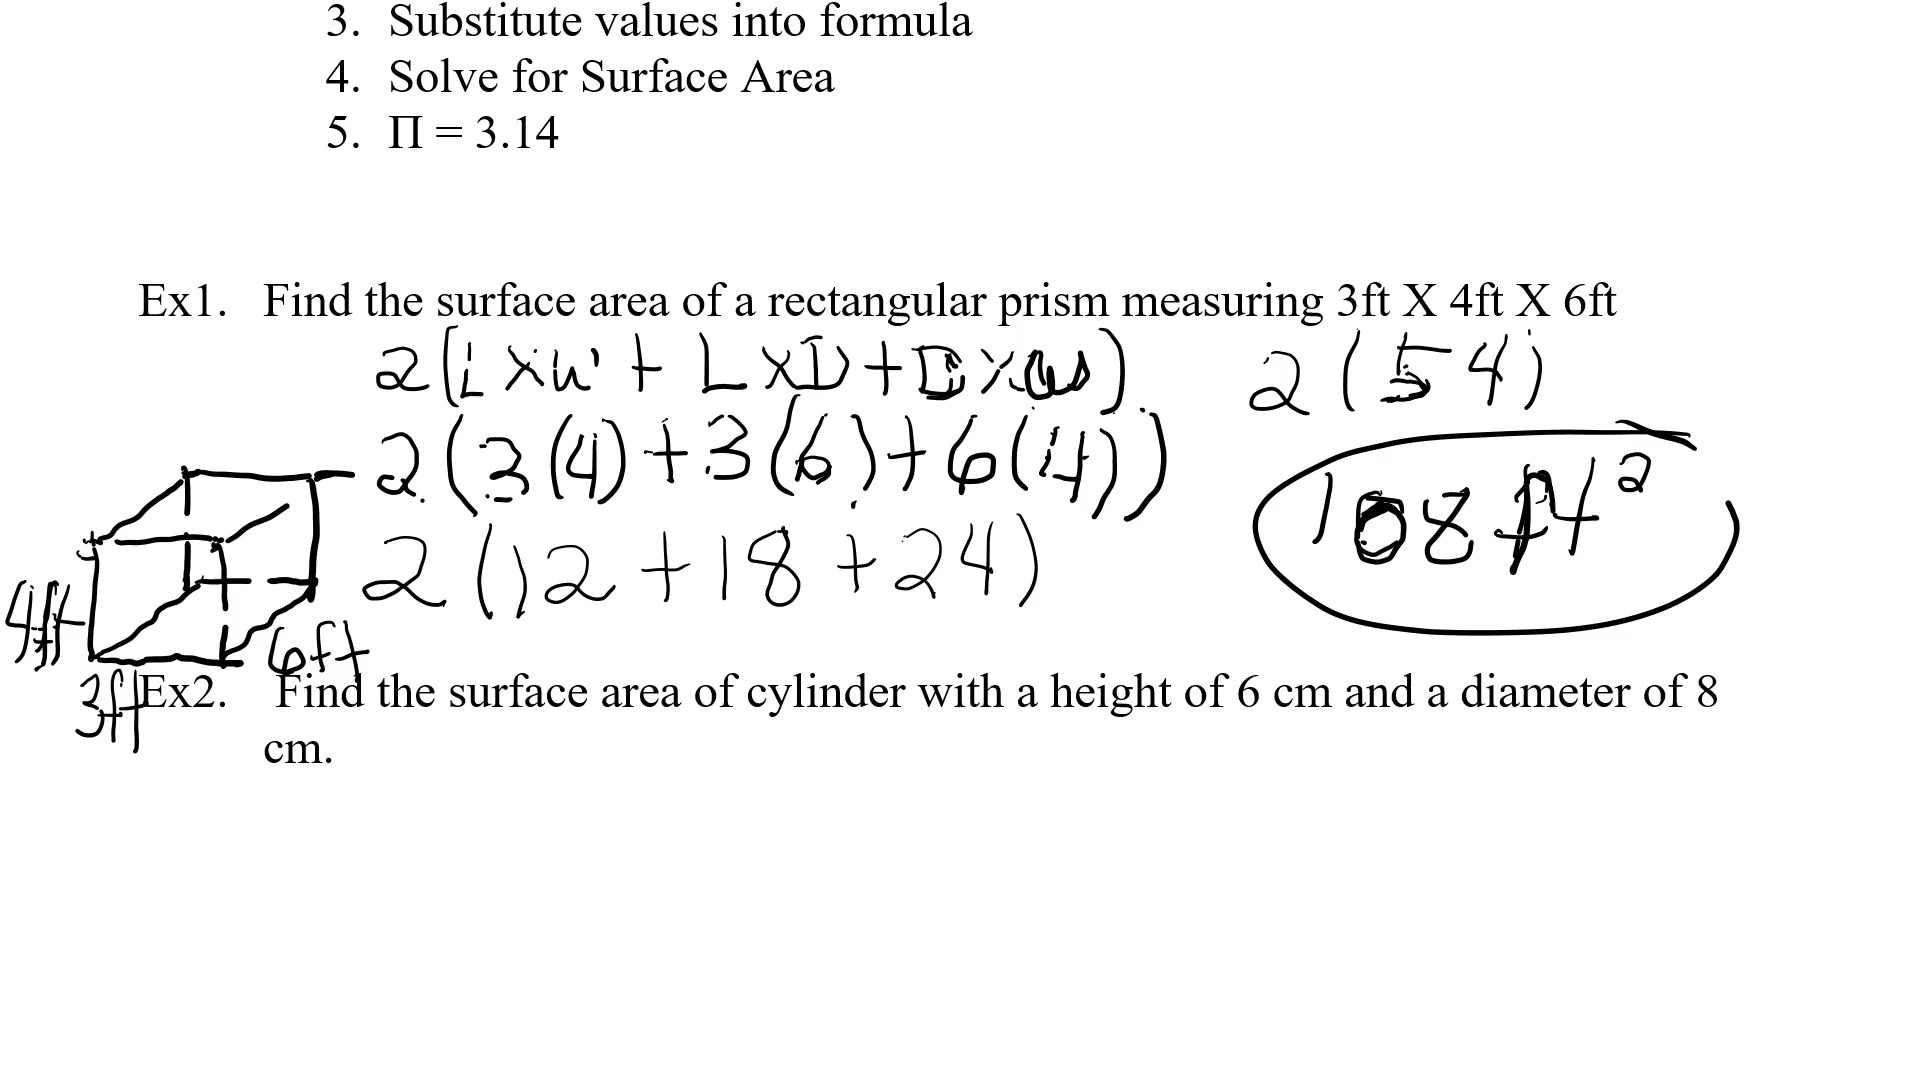 3. Substitute values into formula
4. Solve for Surface Area
5. Π = 3.14
Ex1. Find the surface area of a rectangular prism measuring 3ft X 4ft X 6ft
2(L x w + L x D + D x w)
2(3(4) + 3(6) + 6(4))
2(12 + 18 + 24)
2(54)
108 ft²
4ft
6ft
3ft
Ex2. Find the surface area of cylinder with a height of 6 cm and a diameter of 8
cm.